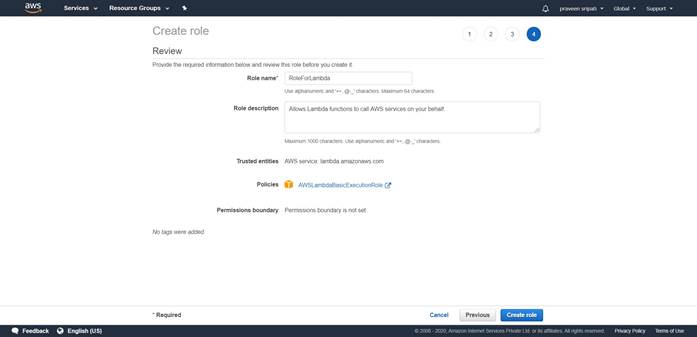 aws
Services
Resource Groups
praveen sripati
Global
Support
Create role
1
2
3
4
Review
Provide the required information below and review this role before you create it.
Role name*
RoleForLambda
Use alphanumeric and '+=,.@-_' characters. Maximum 64 characters.
Role description
Allows Lambda functions to call AWS services on your behalf.
Maximum 1000 characters. Use alphanumeric and '+=,.@-_' characters.
Trusted entities AWS service: lambda.amazonaws.com
Policies AWSLambdaBasicExecutionRole
Permissions boundary Permissions boundary is not set
No tags were added.
* Required
Cancel
Previous
Create role
Feedback
English (US)
© 2008 - 2020, Amazon Internet Services Private Ltd. or its affiliates. All rights reserved.
Privacy Policy
Terms of Use